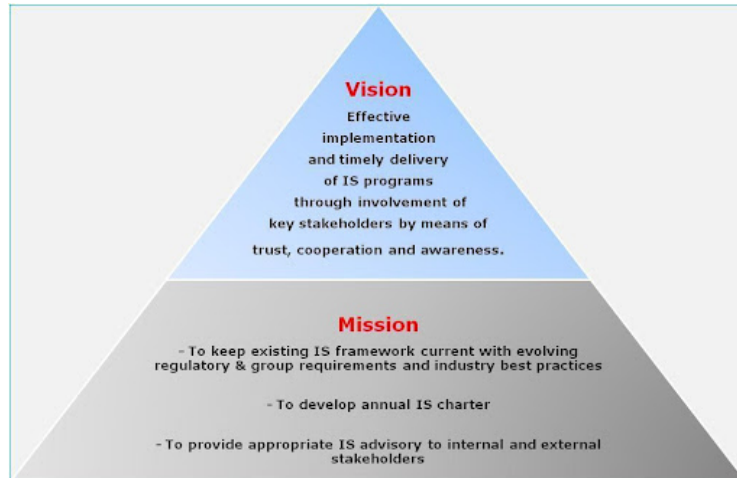 Vision
Effective
implementation
and timely delivery
of IS programs
through involvement of
key stakeholders by means of
trust, cooperation and awareness.
Mission
- To keep existing IS framework current with evolving
regulatory & group requirements and industry best practices
- To develop annual IS charter
- To provide appropriate IS advisory to internal and external
stakeholders